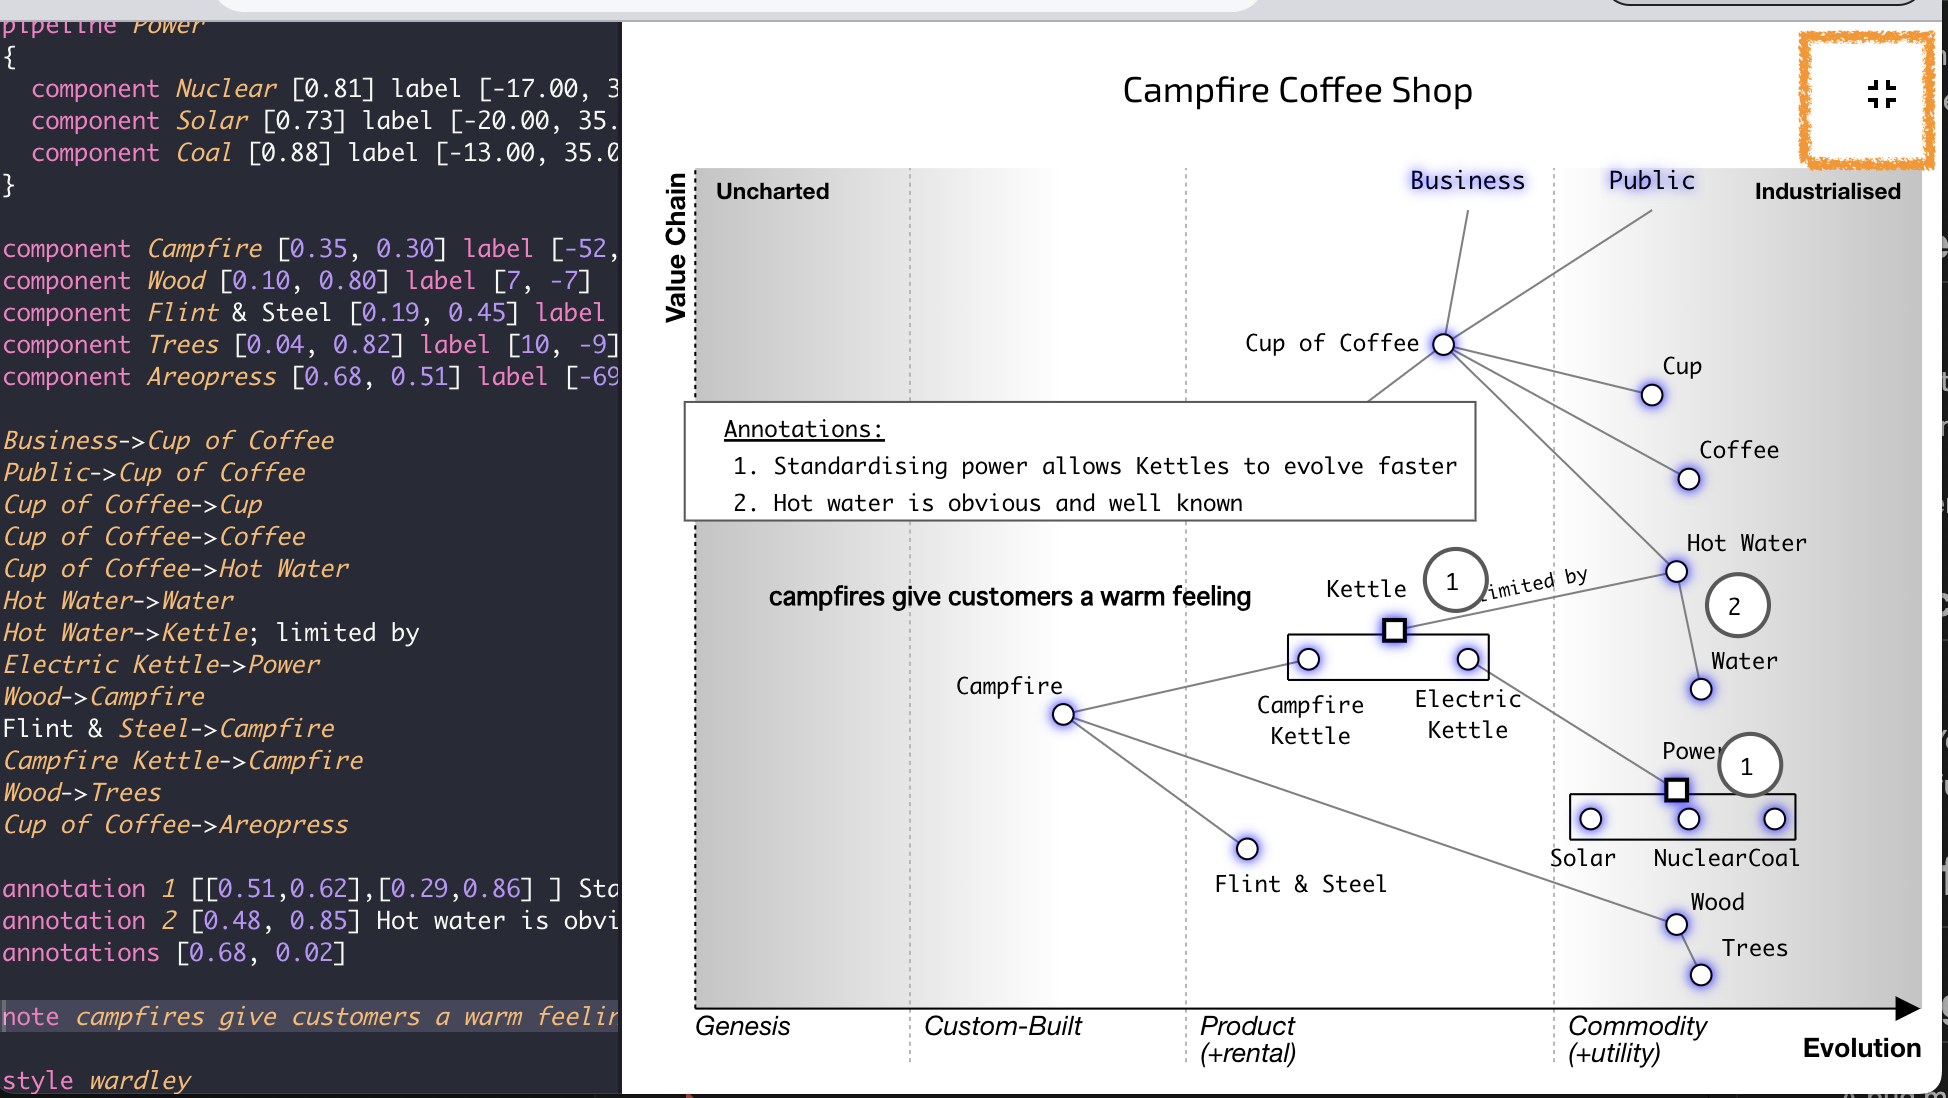 pipeline Power
{
component Nuclear [0.81] label [-17.00, 3
component Solar [0.73] label [-20.00, 35.
component Coal [0.88] label [-13.00, 35.0
}
component Campfire [0.35, 0.30] label [-52,
component Wood [0.10, 0.80] label [7, -7]
component Flint & Steel [0.19, 0.45] label
component Trees [0.04, 0.82] label [10, -9]
component Areopress [0.68, 0.51] label [-69
Business->Cup of Coffee
Public->Cup of Coffee
Cup of Coffee->Cup
Cup of Coffee->Coffee
Cup of Coffee->Hot Water
Hot Water->Water
Hot Water->Kettle; limited by
Electric Kettle->Power
Wood->Campfire
Flint & Steel->Campfire
Campfire Kettle->Campfire
Wood->Trees
Cup of Coffee->Areopress
annotation 1 [[0.51,0.62],[0.29,0.86] ] Sta
annotation 2 [0.48, 0.85] Hot water is obvi
annotations [0.68, 0.02]
note campfires give customers a warm feelin
style wardley
Campfire Coffee Shop
Value Chain
Uncharted
Business
Public
Industrialised
Cup of Coffee
Cup
Coffee
Annotations:
1. Standardising power allows Kettles to evolve faster
2. Hot water is obvious and well known
Hot Water
campfires give customers a warm feeling
Kettle
1
limited by
2
Water
Campfire
Campfire
Kettle
Electric
Kettle
Power
1
Solar
Nuclear
Coal
Flint & Steel
Wood
Trees
Genesis
Custom-Built
Product
(+rental)
Commodity
(+utility)
Evolution